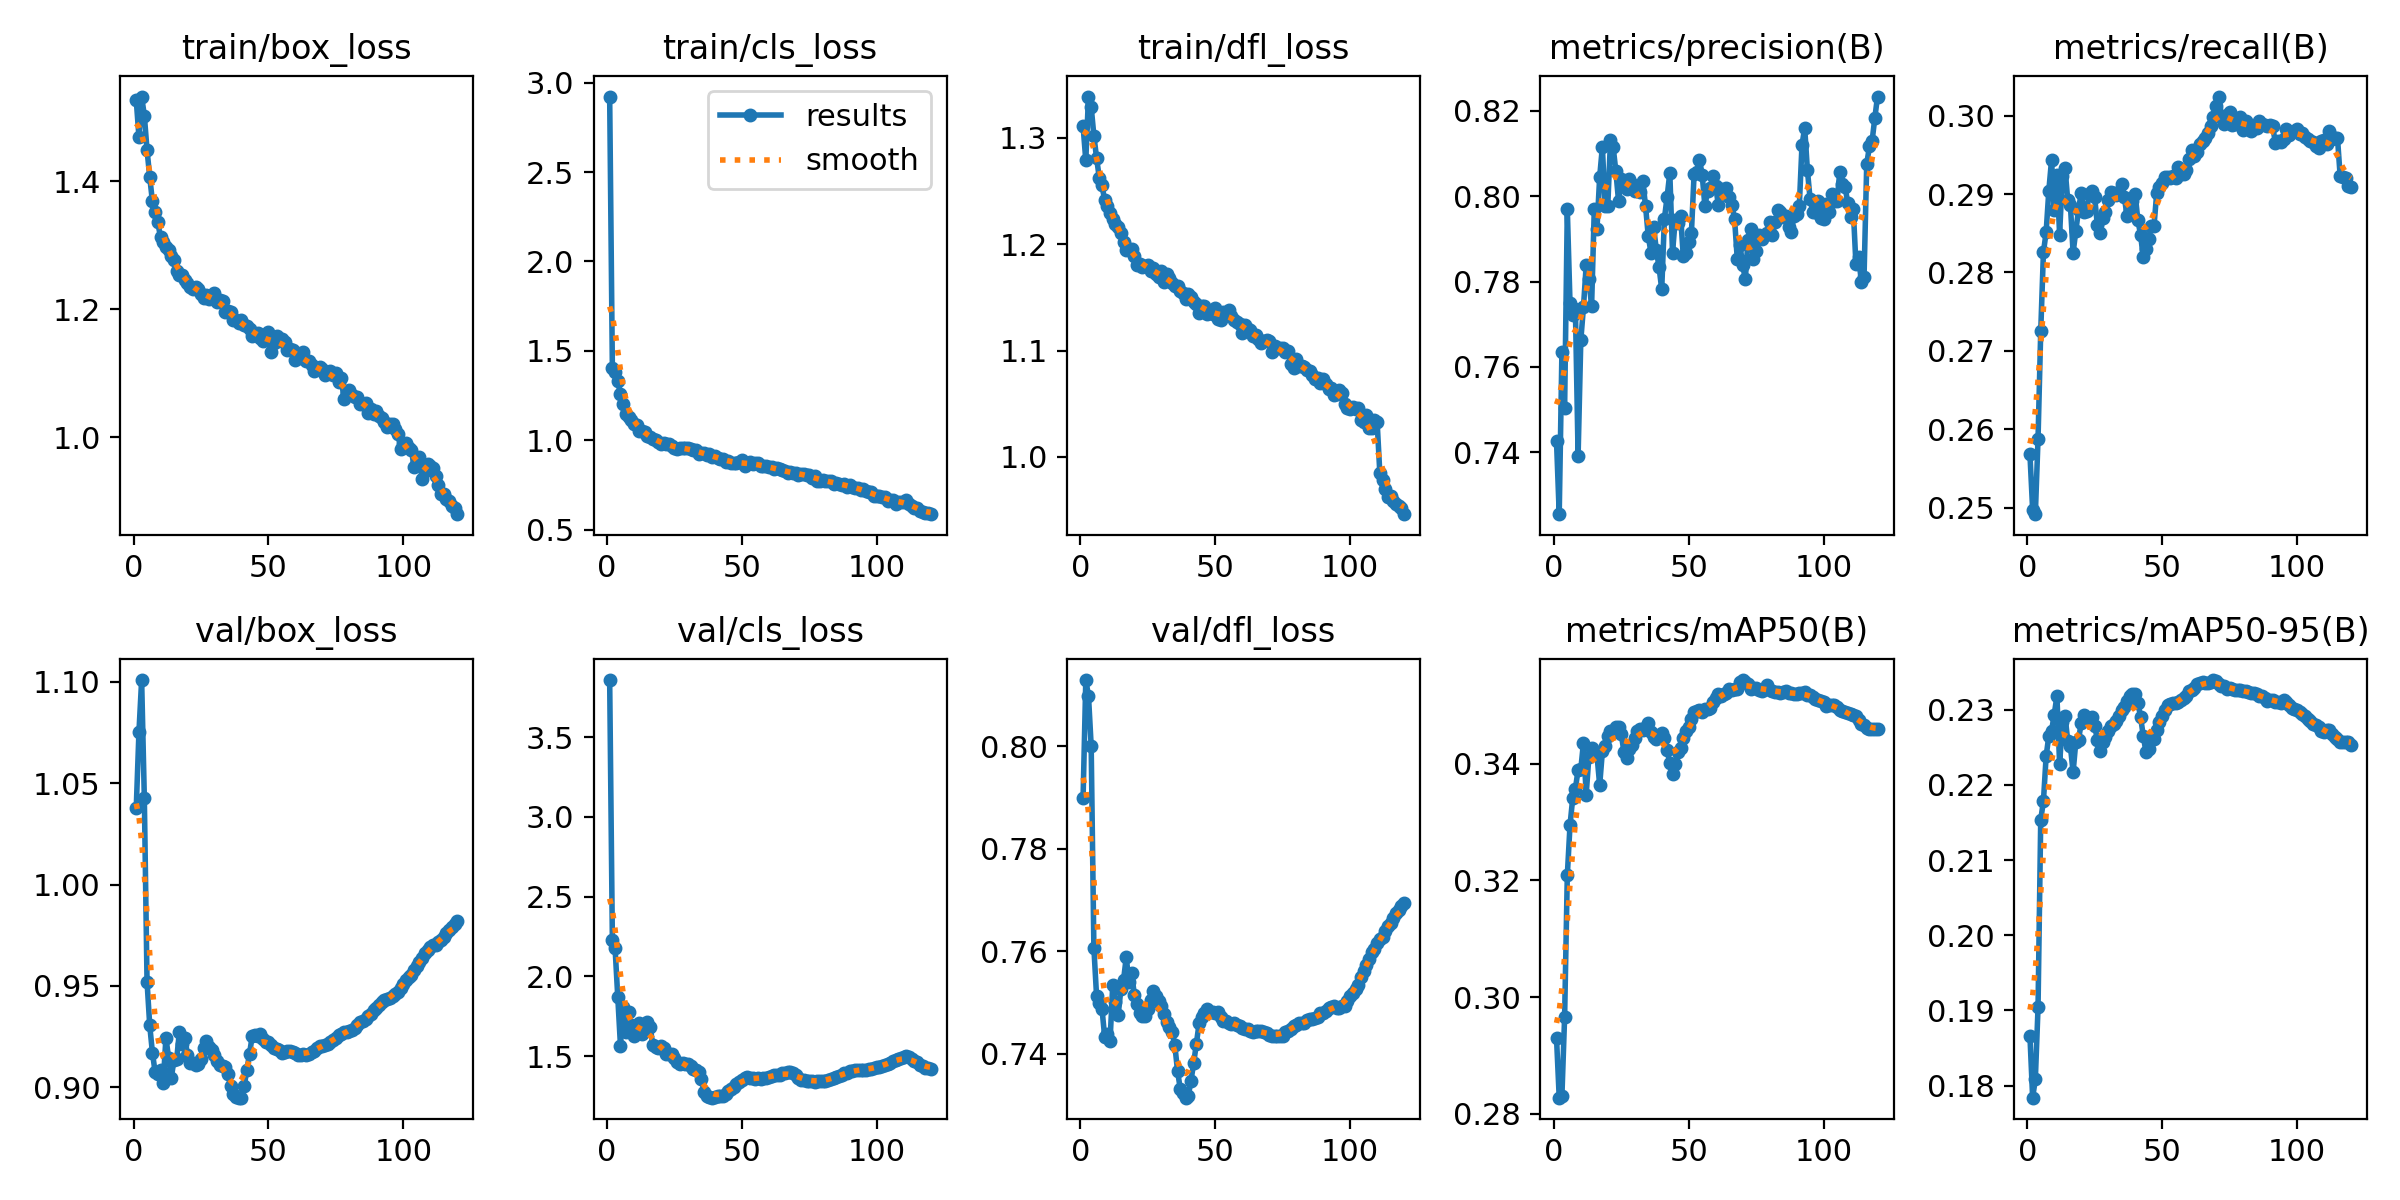 train/box_loss
1.4
1.2
1.0
0 50 100
train/cls_loss
results
smooth
3.0
2.5
2.0
1.5
1.0
0.5
0 50 100
train/dfl_loss
1.3
1.2
1.1
1.0
0 50 100
metrics/precision(B)
0.82
0.80
0.78
0.76
0.74
0 50 100
metrics/recall(B)
0.30
0.29
0.28
0.27
0.26
0.25
0 50 100
val/box_loss
1.10
1.05
1.00
0.95
0.90
0 50 100
val/cls_loss
3.5
3.0
2.5
2.0
1.5
0 50 100
val/dfl_loss
0.80
0.78
0.76
0.74
0 50 100
metrics/mAP50(B)
0.34
0.32
0.30
0.28
0 50 100
metrics/mAP50-95(B)
0.23
0.22
0.21
0.20
0.19
0.18
0 50 100